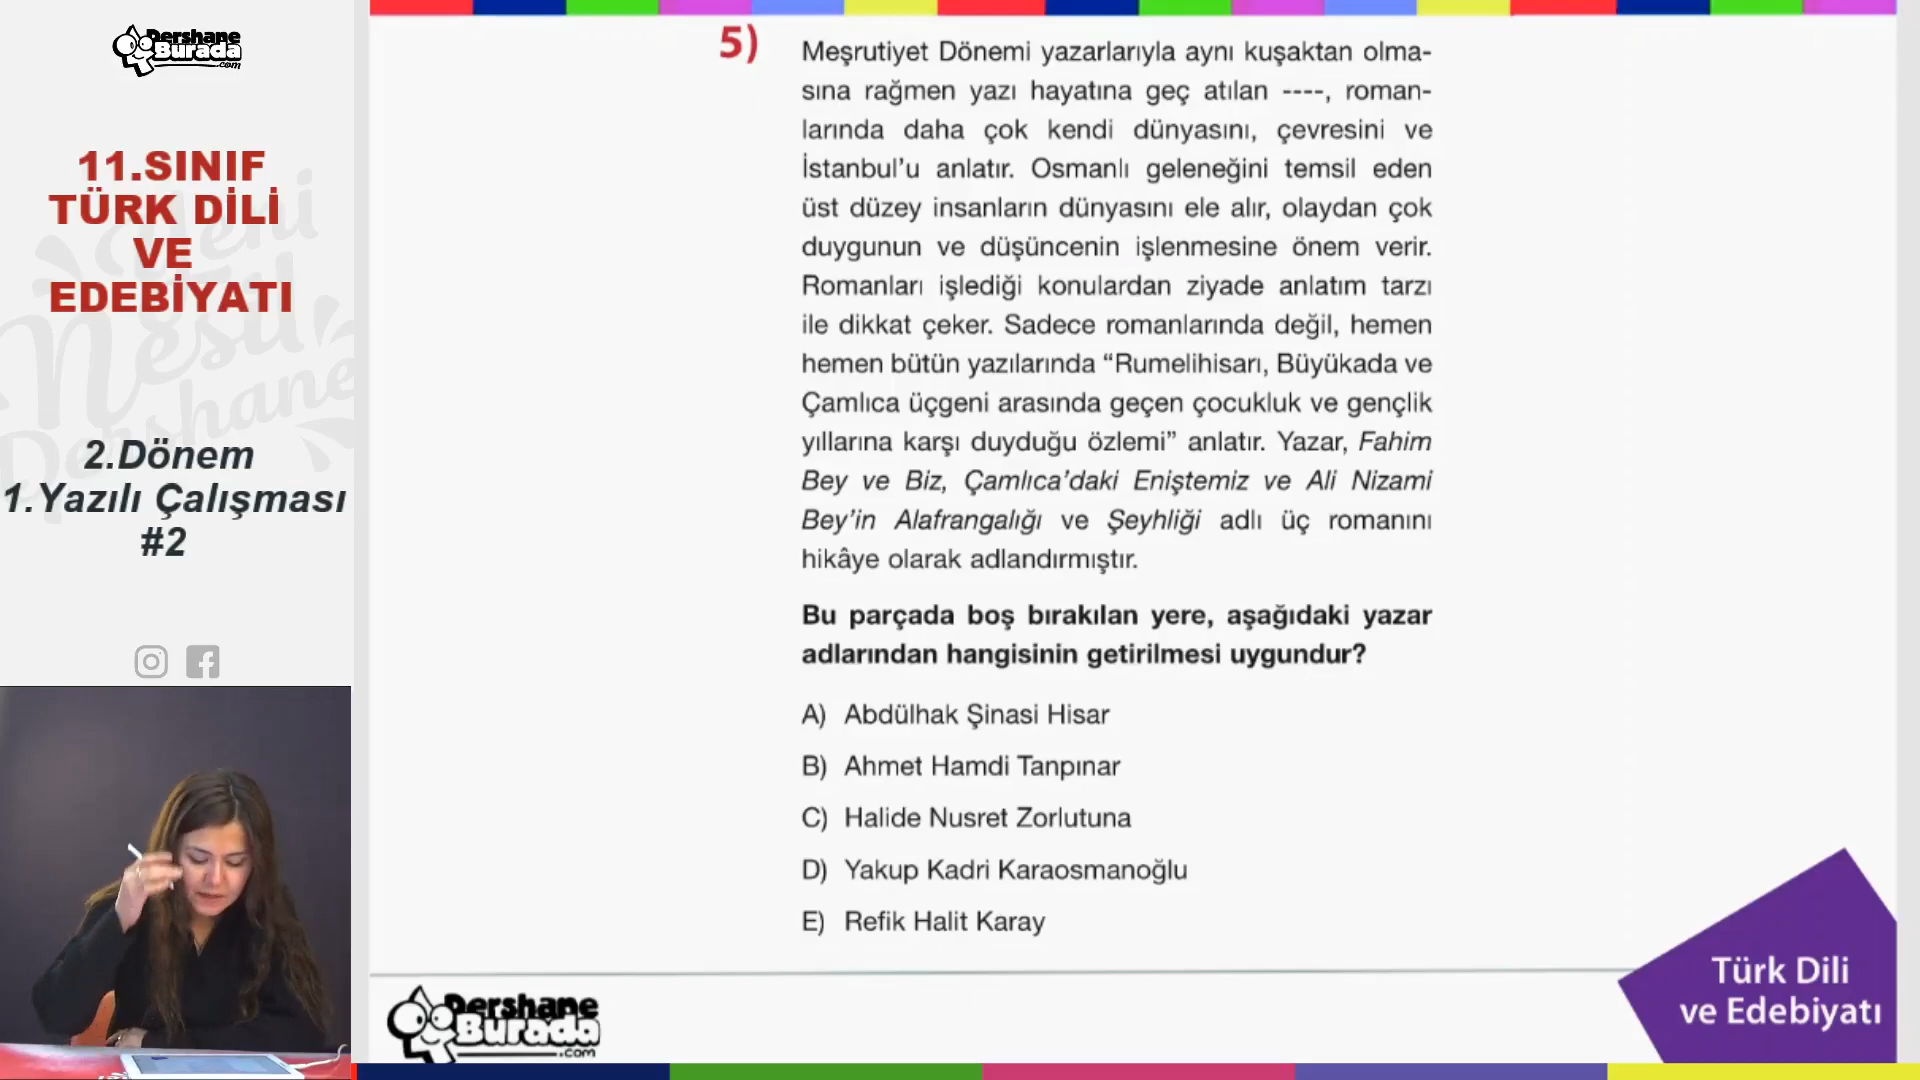 Dershane
Burada
.com
11.SINIF
TÜRK DİLİ
VE
EDEBİYATI
Yeni
Nesil
Dershane
2.Dönem
1.Yazılı Çalışması
#2
5)
Meşrutiyet Dönemi yazarlarıyla aynı kuşaktan olma-
sına rağmen yazı hayatına geç atılan ----, roman-
larında daha çok kendi dünyasını, çevresini ve
İstanbul’u anlatır. Osmanlı geleneğini temsil eden
üst düzey insanların dünyasını ele alır, olaydan çok
duygunun ve düşüncenin işlenmesine önem verir.
Romanları işlediği konulardan ziyade anlatım tarzı
ile dikkat çeker. Sadece romanlarında değil, hemen
hemen bütün yazılarında “Rumelihisarı, Büyükada ve
Çamlıca üçgeni arasında geçen çocukluk ve gençlik
yıllarına karşı duyduğu özlemi” anlatır. Yazar, Fahim
Bey ve Biz, Çamlıca’daki Eniştemiz ve Ali Nizami
Bey’in Alafrangalığı ve Şeyhliği adlı üç romanını
hikâye olarak adlandırmıştır.
Bu parçada boş bırakılan yere, aşağıdaki yazar
adlarından hangisinin getirilmesi uygundur?
A) Abdülhak Şinasi Hisar
B) Ahmet Hamdi Tanpınar
C) Halide Nusret Zorlutuna
D) Yakup Kadri Karaosmanoğlu
E) Refik Halit Karay
Dershane
Burada
.com
Türk Dili
ve Edebiyatı